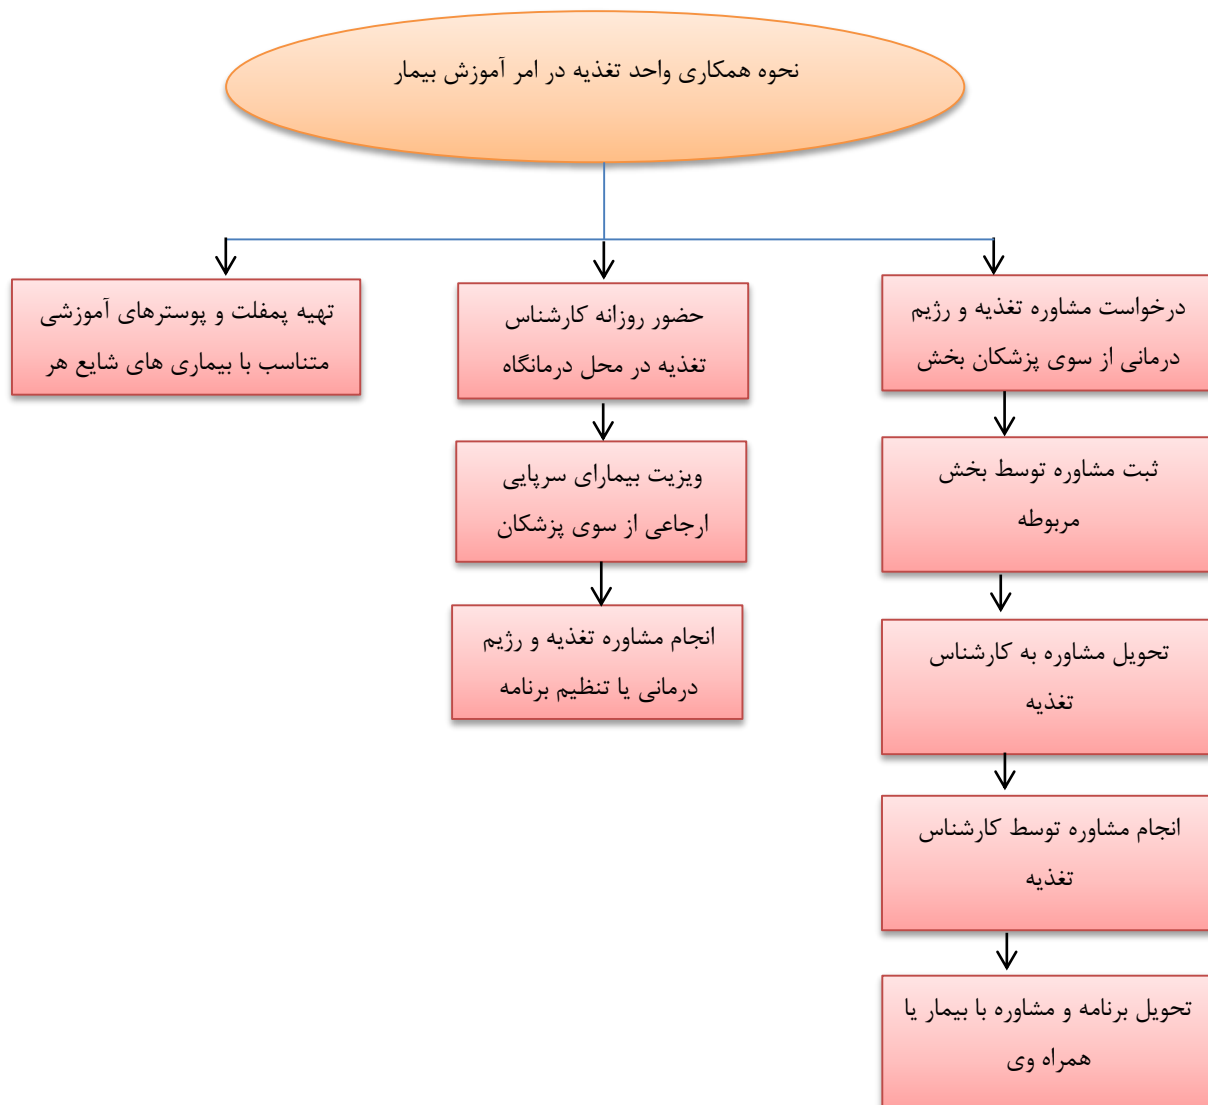 نحوه همکاری واحد تغذیه در امر آموزش بیمار
درخواست مشاوره تغذیه و رژیم
درمانی از سوی پزشکان بخش
ثبت مشاوره توسط بخش
مربوطه
تحویل مشاوره به کارشناس
تغذیه
انجام مشاوره توسط کارشناس
تغذیه
تحویل برنامه و مشاوره با بیمار یا
همراه وی
حضور روزانه کارشناس
تغذیه در محل درمانگاه
ویزیت بیمارای سرپایی
ارجاعی از سوی پزشکان
انجام مشاوره تغذیه و رژیم
درمانی یا تنظیم برنامه
تهیه پمفلت و پوسترهای آموزشی
متناسب با بیماری های شایع هر